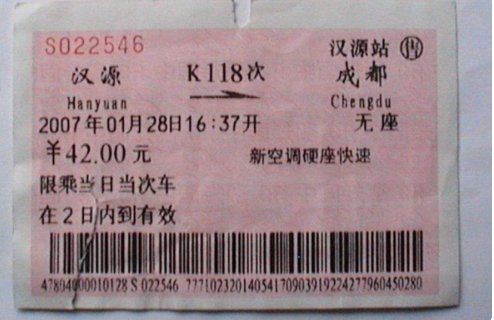 S022546 汉源站 售
汉源 K118次 成都
Hanyuan Chengdu
2007年01月28日16:37开 无座
￥42.00元 新空调硬座快速
限乘当日当次车
在2日内到有效
47804000010128 S 022546 777102320140541709039192242779604502​80